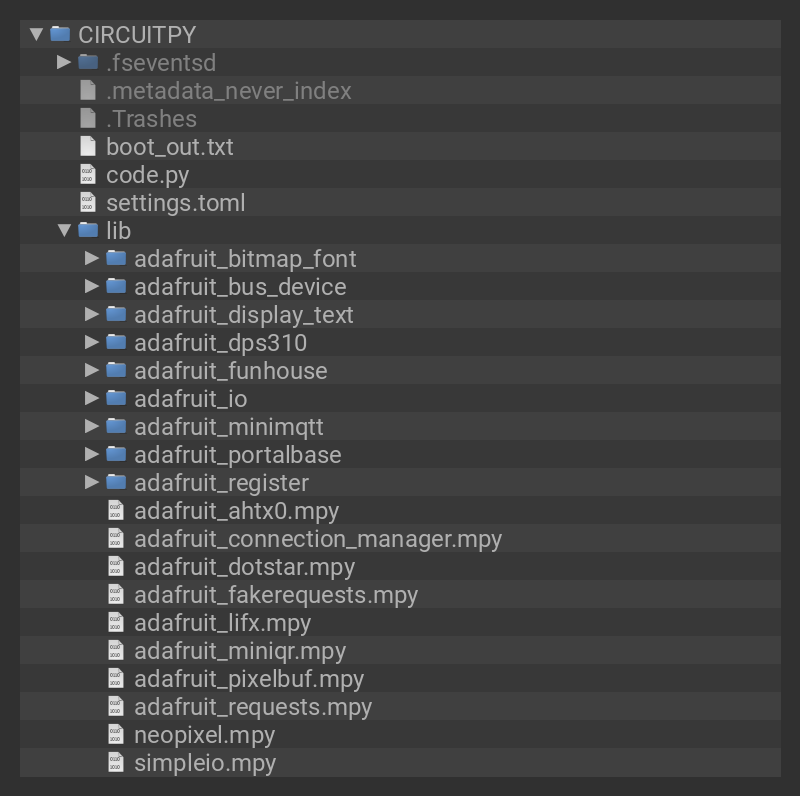 CIRCUITPY
.fseventsd
.metadata_never_index
.Trashes
boot_out.txt
code.py
settings.toml
lib
adafruit_bitmap_font
adafruit_bus_device
adafruit_display_text
adafruit_dps310
adafruit_funhouse
adafruit_io
adafruit_minimqtt
adafruit_portalbase
adafruit_register
adafruit_ahtx0.mpy
adafruit_connection_manager.mpy
adafruit_dotstar.mpy
adafruit_fakerequests.mpy
adafruit_lifx.mpy
adafruit_miniqr.mpy
adafruit_pixelbuf.mpy
adafruit_requests.mpy
neopixel.mpy
simpleio.mpy